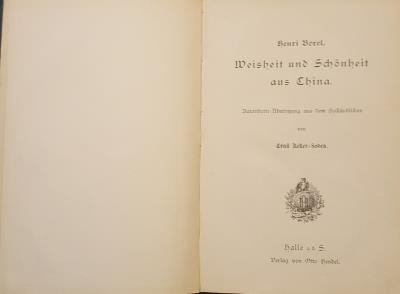 Henri Borel.
Weisheit und Schönheit
aus China.
Autorisierte Übersetzung aus dem Holländischen
von
Ernst Keller-Soden.
Halle a. d. S.
Verlag von Otto Hendel.